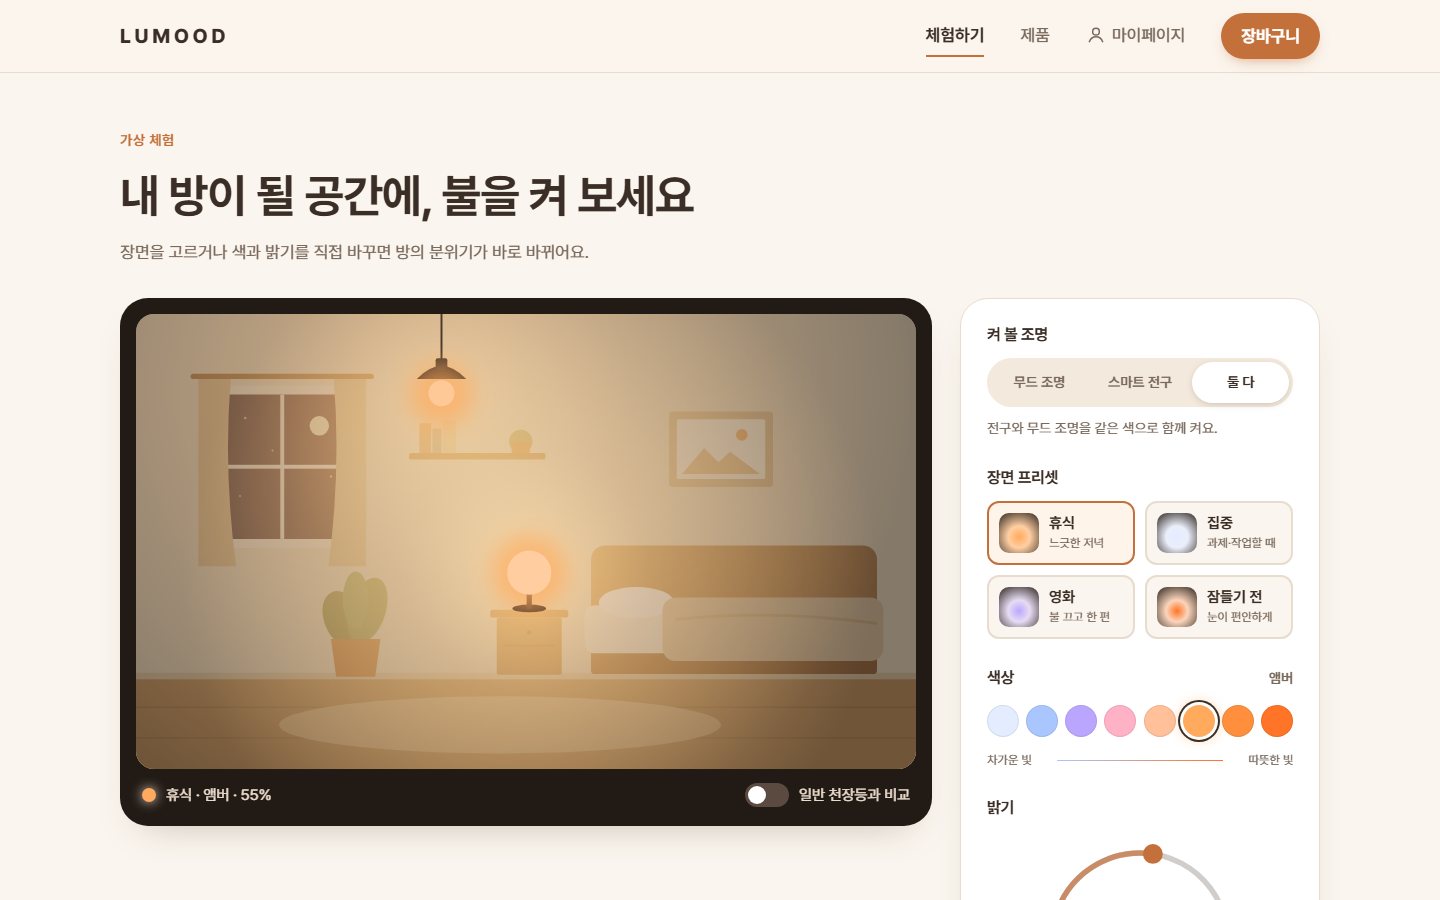 LUMOOD
체험하기
제품
마이페이지
장바구니
가상 체험
내 방이 될 공간에, 불을 켜 보세요
장면을 고르거나 색과 밝기를 직접 바꾸면 방의 분위기가 바로 바뀌어요.
휴식 · 앰버 · 55%
일반 천장등과 비교
켜 볼 조명
무드 조명
스마트 전구
둘 다
전구와 무드 조명을 같은 색으로 함께 켜요.
장면 프리셋
휴식
느긋한 저녁
집중
과제·작업할 때
영화
불 끄고 한 편
잠들기 전
눈이 편안하게
색상
앰버
차가운 빛
따뜻한 빛
밝기